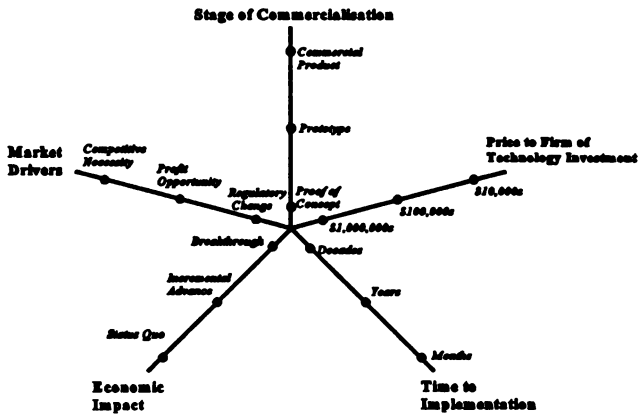 Stage of Commercialisation
Commercial
Product
Prototype
Proof of
Concept
Price to Firm of
Technology Investment
$10,000s
$100,000s
$1,000,000s
Market
Drivers
Competitive
Necessity
Profit
Opportunity
Regulatory
Change
Breakthrough
Incremental
Advance
Status Quo
Economic
Impact
Decades
Years
Months
Time to
Implementation